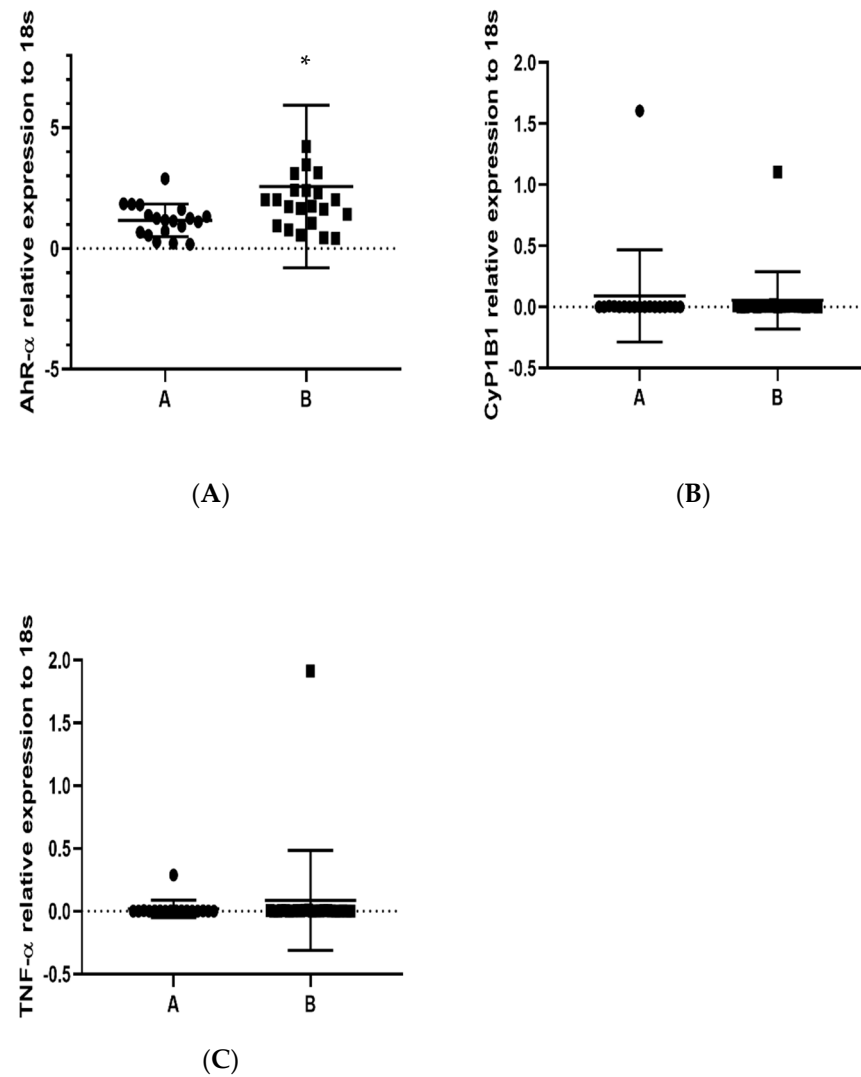 AhR-α relative expression to 18s
5
0
-5
*
A
B
(A)
CyP1B1 relative expression to 18s
2.0
1.5
1.0
0.5
0.0
-0.5
A
B
(B)
TNF-α relative expression to 18s
2.0
1.5
1.0
0.5
0.0
-0.5
A
B
(C)